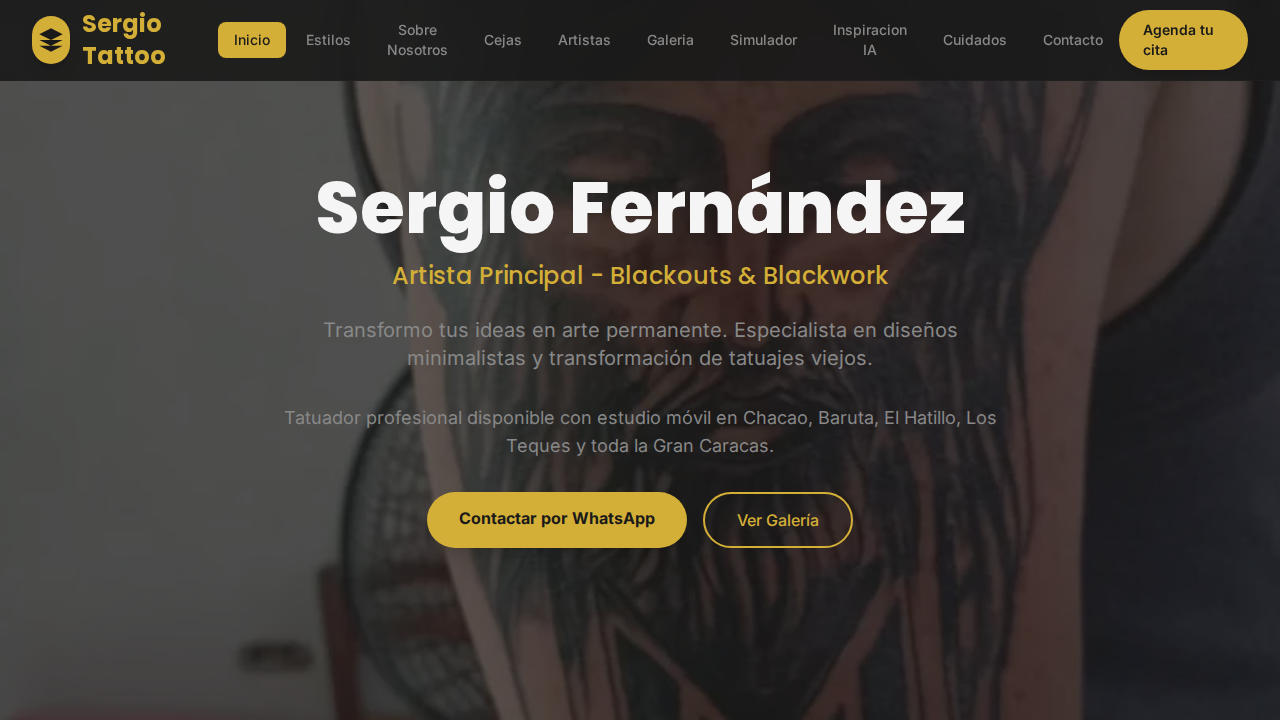 Sergio
Tattoo
Inicio
Estilos
Sobre
Nosotros
Cejas
Artistas
Galeria
Simulador
Inspiracion
IA
Cuidados
Contacto
Agenda tu
cita
Sergio Fernández
Artista Principal - Blackouts & Blackwork
Transformo tus ideas en arte permanente. Especialista en diseños
minimalistas y transformación de tatuajes viejos.
Tatuador profesional disponible con estudio móvil en Chacao, Baruta, El Hatillo, Los
Teques y toda la Gran Caracas.
Contactar por WhatsApp
Ver Galería